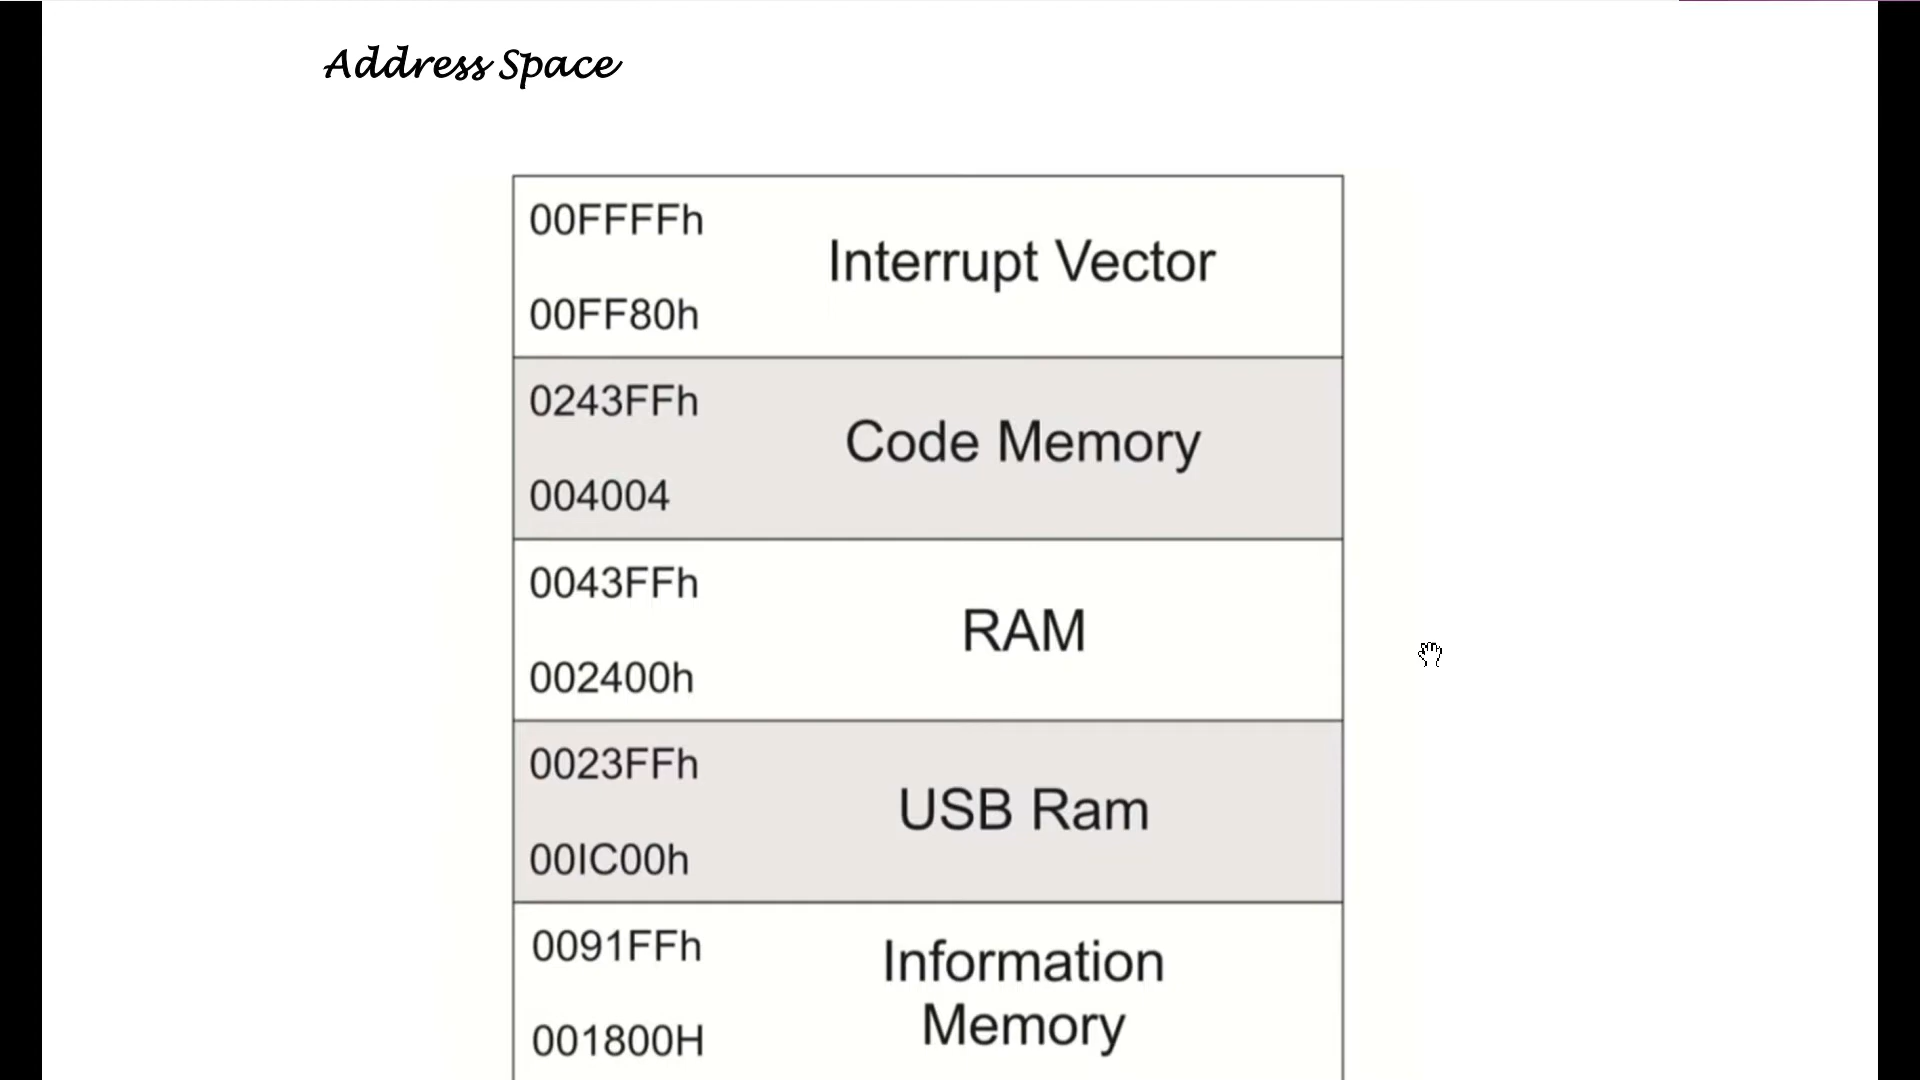 Address Space
00FFFFh
Interrupt Vector
00FF80h
0243FFh
Code Memory
004004
0043FFh
RAM
002400h
0023FFh
USB Ram
00IC00h
0091FFh
Information
Memory
001800H